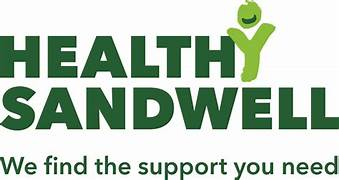 HEALTHY
SANDWELL
We find the support you need